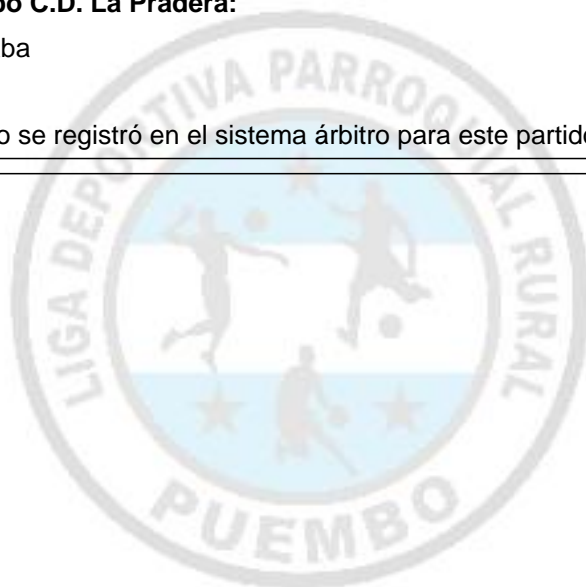 po C.D. La Pradera:
ba
o se registró en el sistema árbitro para este partid
LIGA DEPORTIVA PARROQUIAL RURAL
PUEMBO